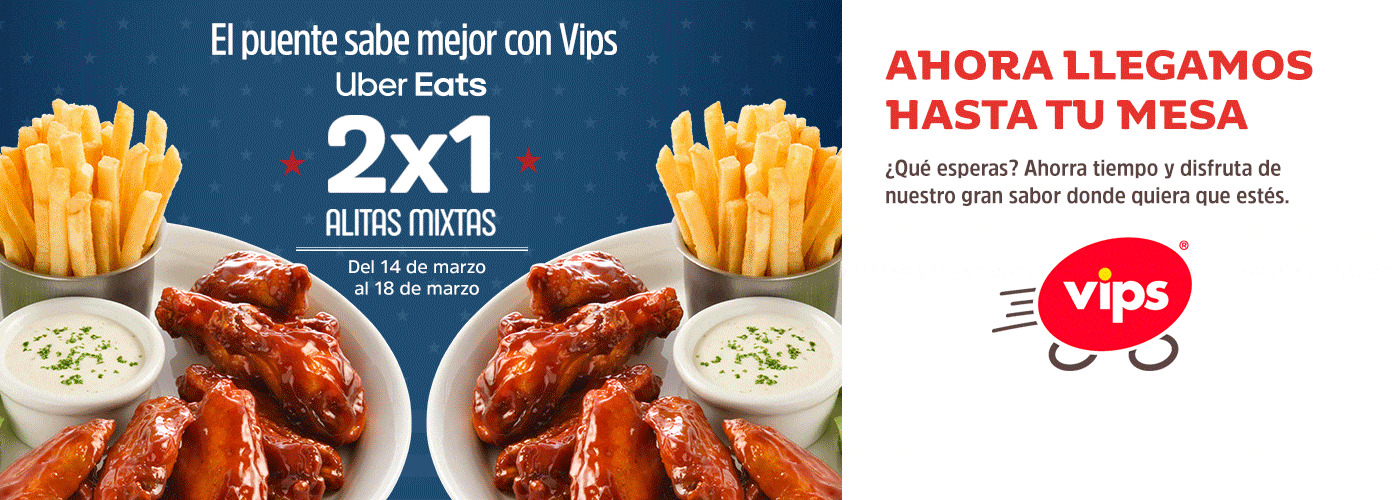 El puente sabe mejor con Vips
Uber Eats
2x1
ALITAS MIXTAS
Del 14 de marzo
al 18 de marzo
AHORA LLEGAMOS
HASTA TU MESA
¿Qué esperas? Ahorra tiempo y disfruta de
nuestro gran sabor donde quiera que estés.
vips®